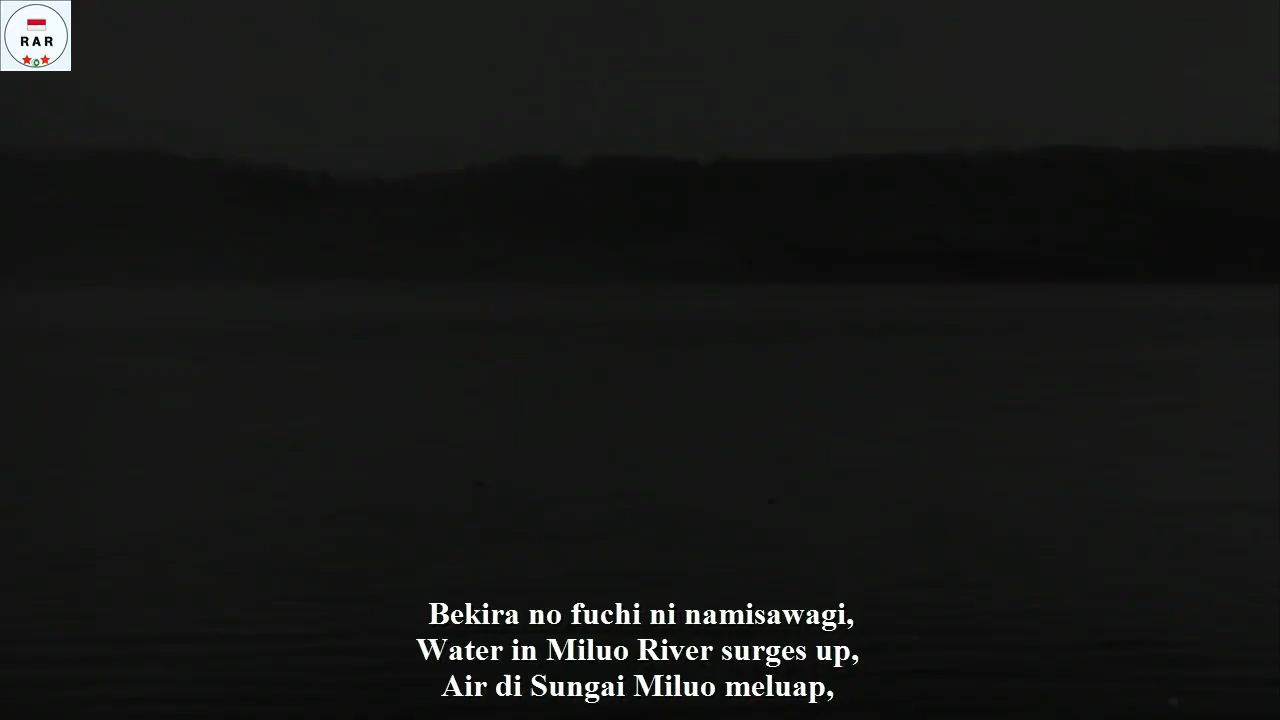 RAR
Bekira no fuchi ni namisawagi,
Water in Miluo River surges up,
Air di Sungai Miluo meluap,